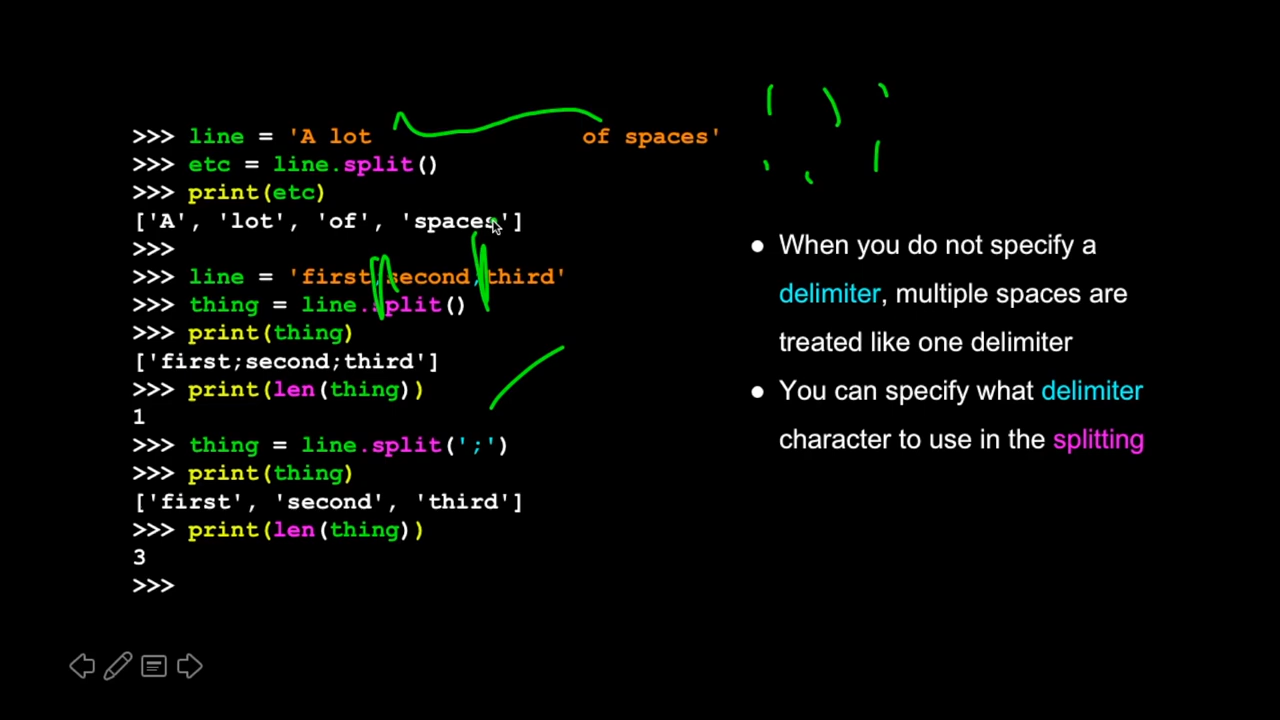 >>> line = 'A lot               of spaces'
>>> etc = line.split()
>>> print(etc)
['A', 'lot', 'of', 'spaces']
>>>
>>> line = 'first;second;third'
>>> thing = line.split()
>>> print(thing)
['first;second;third']
>>> print(len(thing))
1
>>> thing = line.split(';')
>>> print(thing)
['first', 'second', 'third']
>>> print(len(thing))
3
>>>
● When you do not specify a
delimiter, multiple spaces are
treated like one delimiter
● You can specify what delimiter
character to use in the splitting